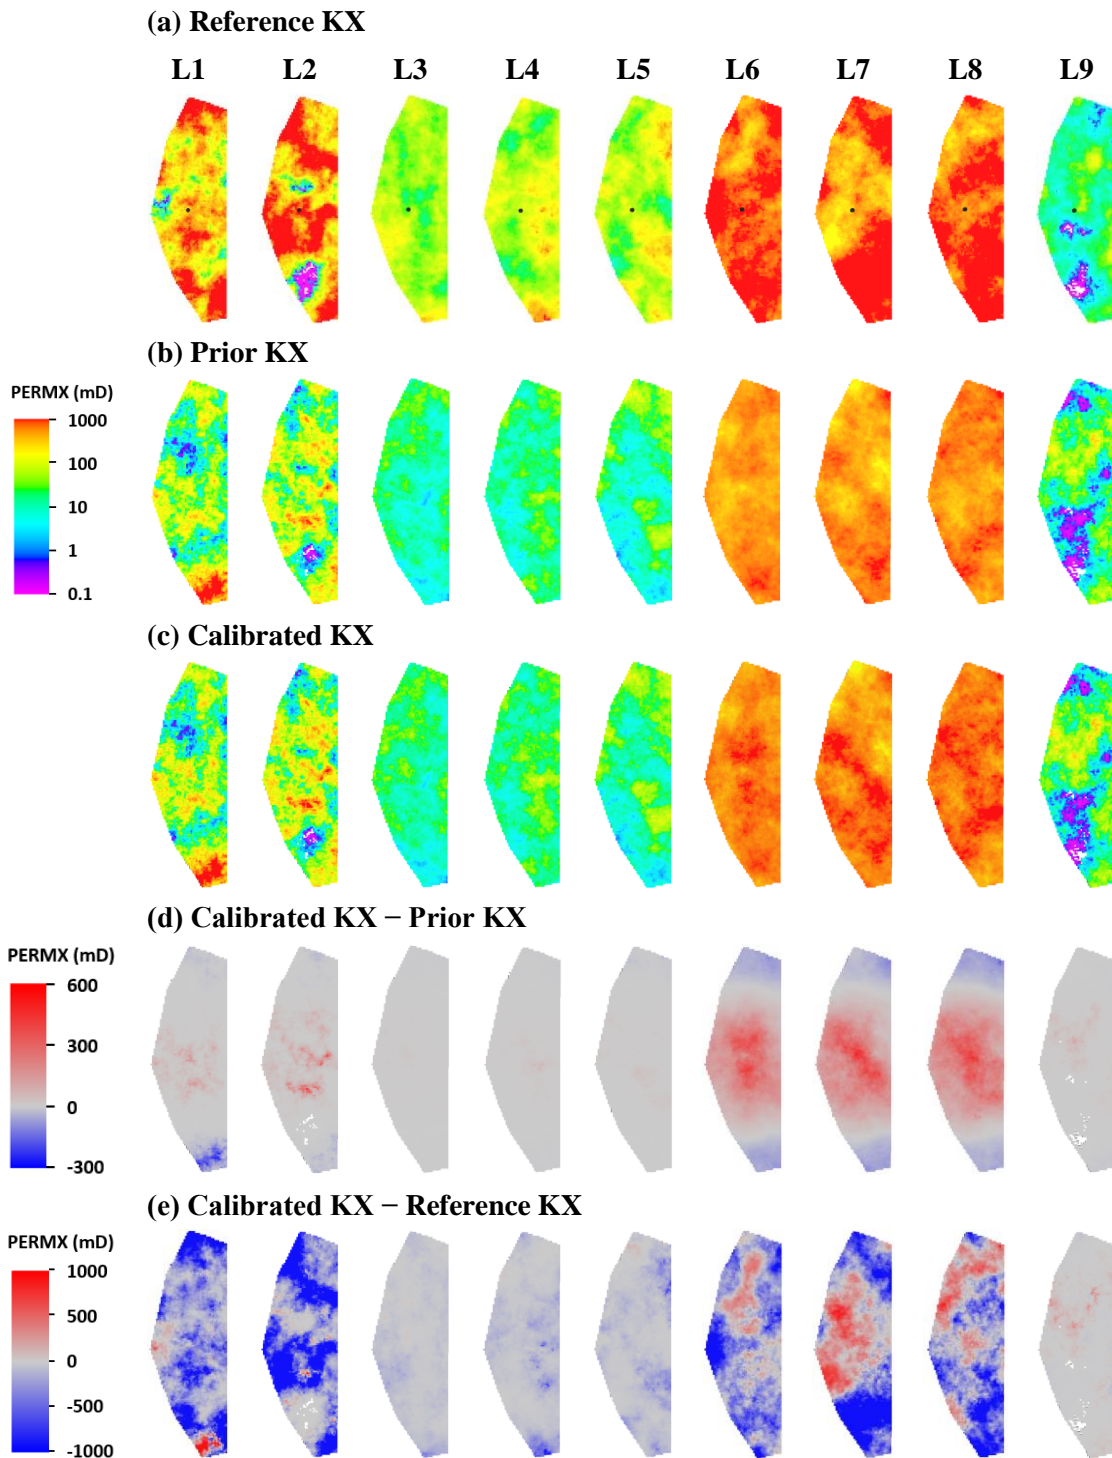 (a) Reference KX
L1 L2 L3 L4 L5 L6 L7 L8 L9
(b) Prior KX
PERMX (mD)
1000
100
10
1
0.1
(c) Calibrated KX
(d) Calibrated KX − Prior KX
PERMX (mD)
600
300
0
-300
(e) Calibrated KX − Reference KX
PERMX (mD)
1000
500
0
-500
-1000